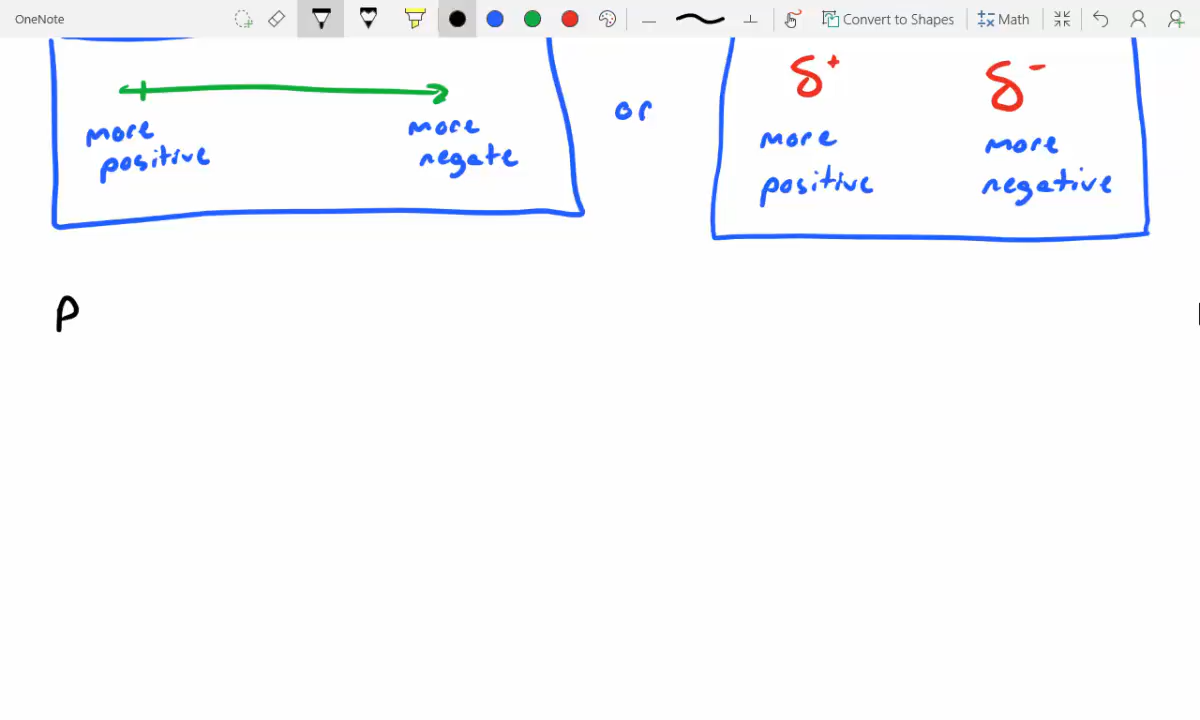 OneNote
Convert to Shapes
Math
δ+ δ-
or
more
positive
more
negate
more
positive
more
negative
P